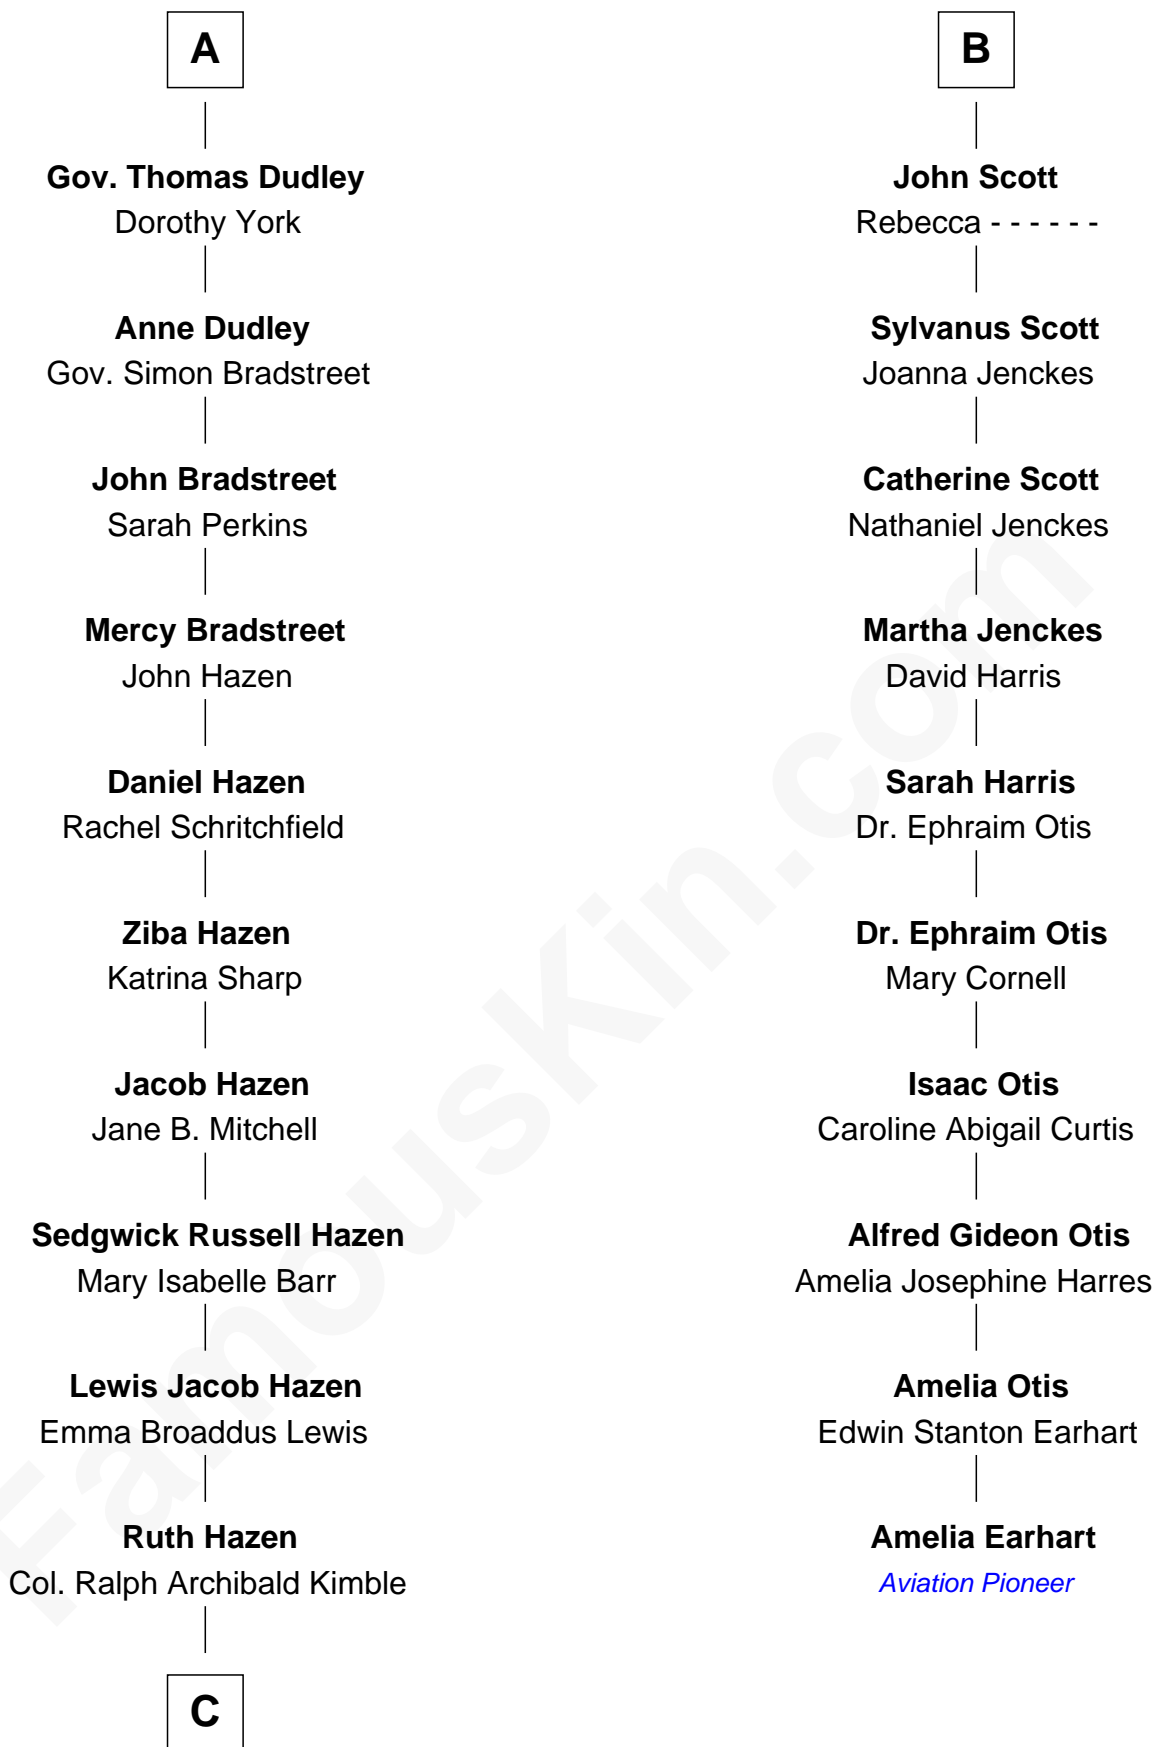 A
Gov. Thomas Dudley
Dorothy York
Anne Dudley
Gov. Simon Bradstreet
John Bradstreet
Sarah Perkins
Mercy Bradstreet
John Hazen
Daniel Hazen
Rachel Schritchfield
Ziba Hazen
Katrina Sharp
Jacob Hazen
Jane B. Mitchell
Sedgwick Russell Hazen
Mary Isabelle Barr
Lewis Jacob Hazen
Emma Broaddus Lewis
Ruth Hazen
Col. Ralph Archibald Kimble
C
B
John Scott
Rebecca - - - - - -
Sylvanus Scott
Joanna Jenckes
Catherine Scott
Nathaniel Jenckes
Martha Jenckes
David Harris
Sarah Harris
Dr. Ephraim Otis
Dr. Ephraim Otis
Mary Cornell
Isaac Otis
Caroline Abigail Curtis
Alfred Gideon Otis
Amelia Josephine Harres
Amelia Otis
Edwin Stanton Earhart
Amelia Earhart
Aviation Pioneer
FamousKin.com